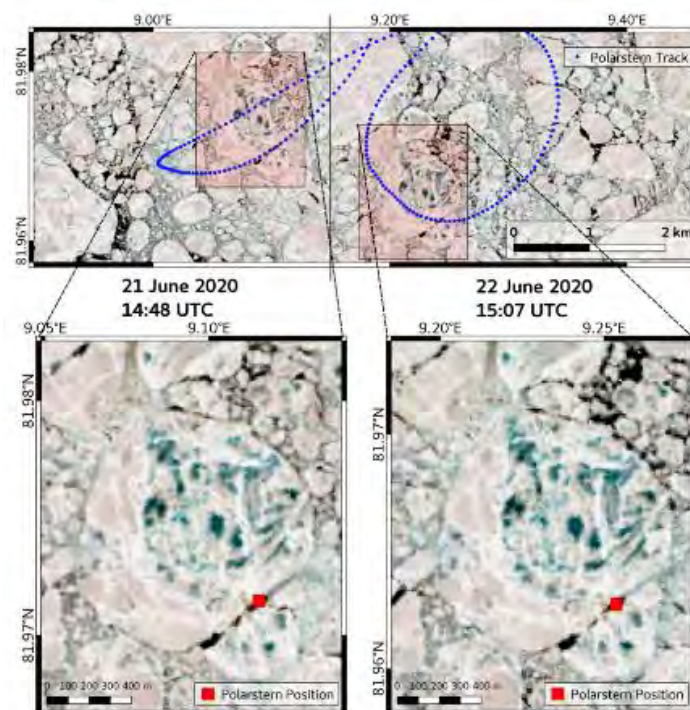 9.00°E 9.20°E 9.40°E
81.98°N
Polarstern Track
81.96°N
0 1 2 km
21 June 2020 22 June 2020
14:48 UTC 15:07 UTC
9.05°E 9.10°E 9.20°E 9.25°E
81.98°N
81.97°N
81.97°N
81.96°N
0 100 200 300 400 m
Polarstern Position
0 100 200 300 400 m
Polarstern Position